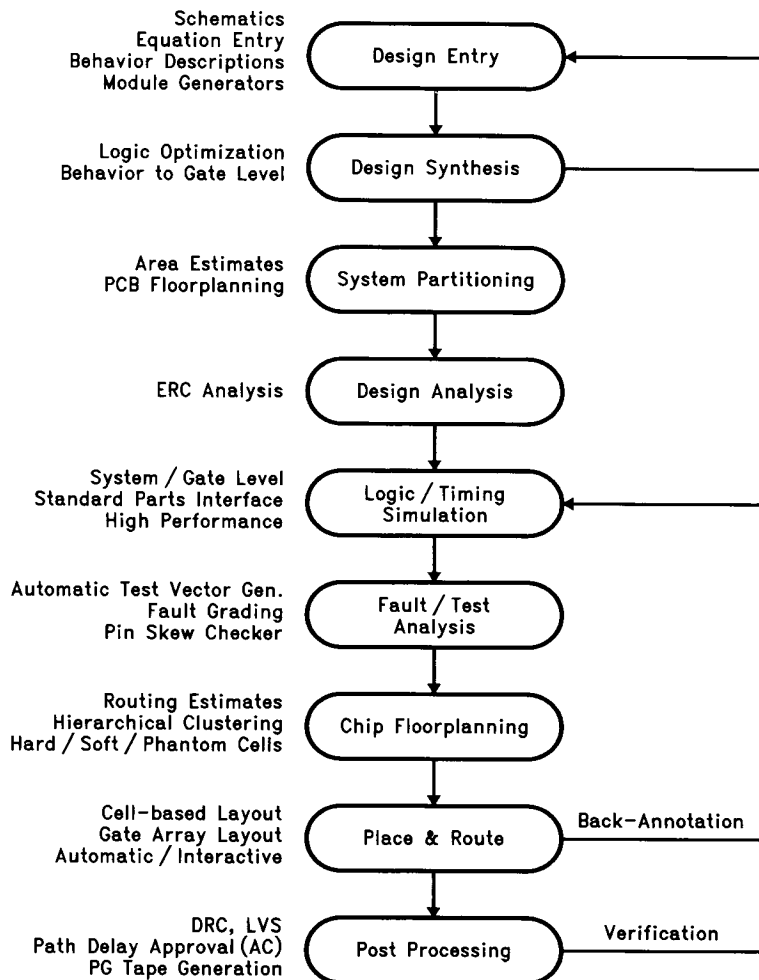 Schematics
Equation Entry
Behavior Descriptions
Module Generators
Design Entry
Logic Optimization
Behavior to Gate Level
Design Synthesis
Area Estimates
PCB Floorplanning
System Partitioning
ERC Analysis
Design Analysis
System / Gate Level
Standard Parts Interface
High Performance
Logic / Timing
Simulation
Automatic Test Vector Gen.
Fault Grading
Pin Skew Checker
Fault / Test
Analysis
Routing Estimates
Hierarchical Clustering
Hard / Soft / Phantom Cells
Chip Floorplanning
Cell-based Layout
Gate Array Layout
Automatic / Interactive
Place & Route
Back-Annotation
DRC, LVS
Path Delay Approval (AC)
PG Tape Generation
Post Processing
Verification